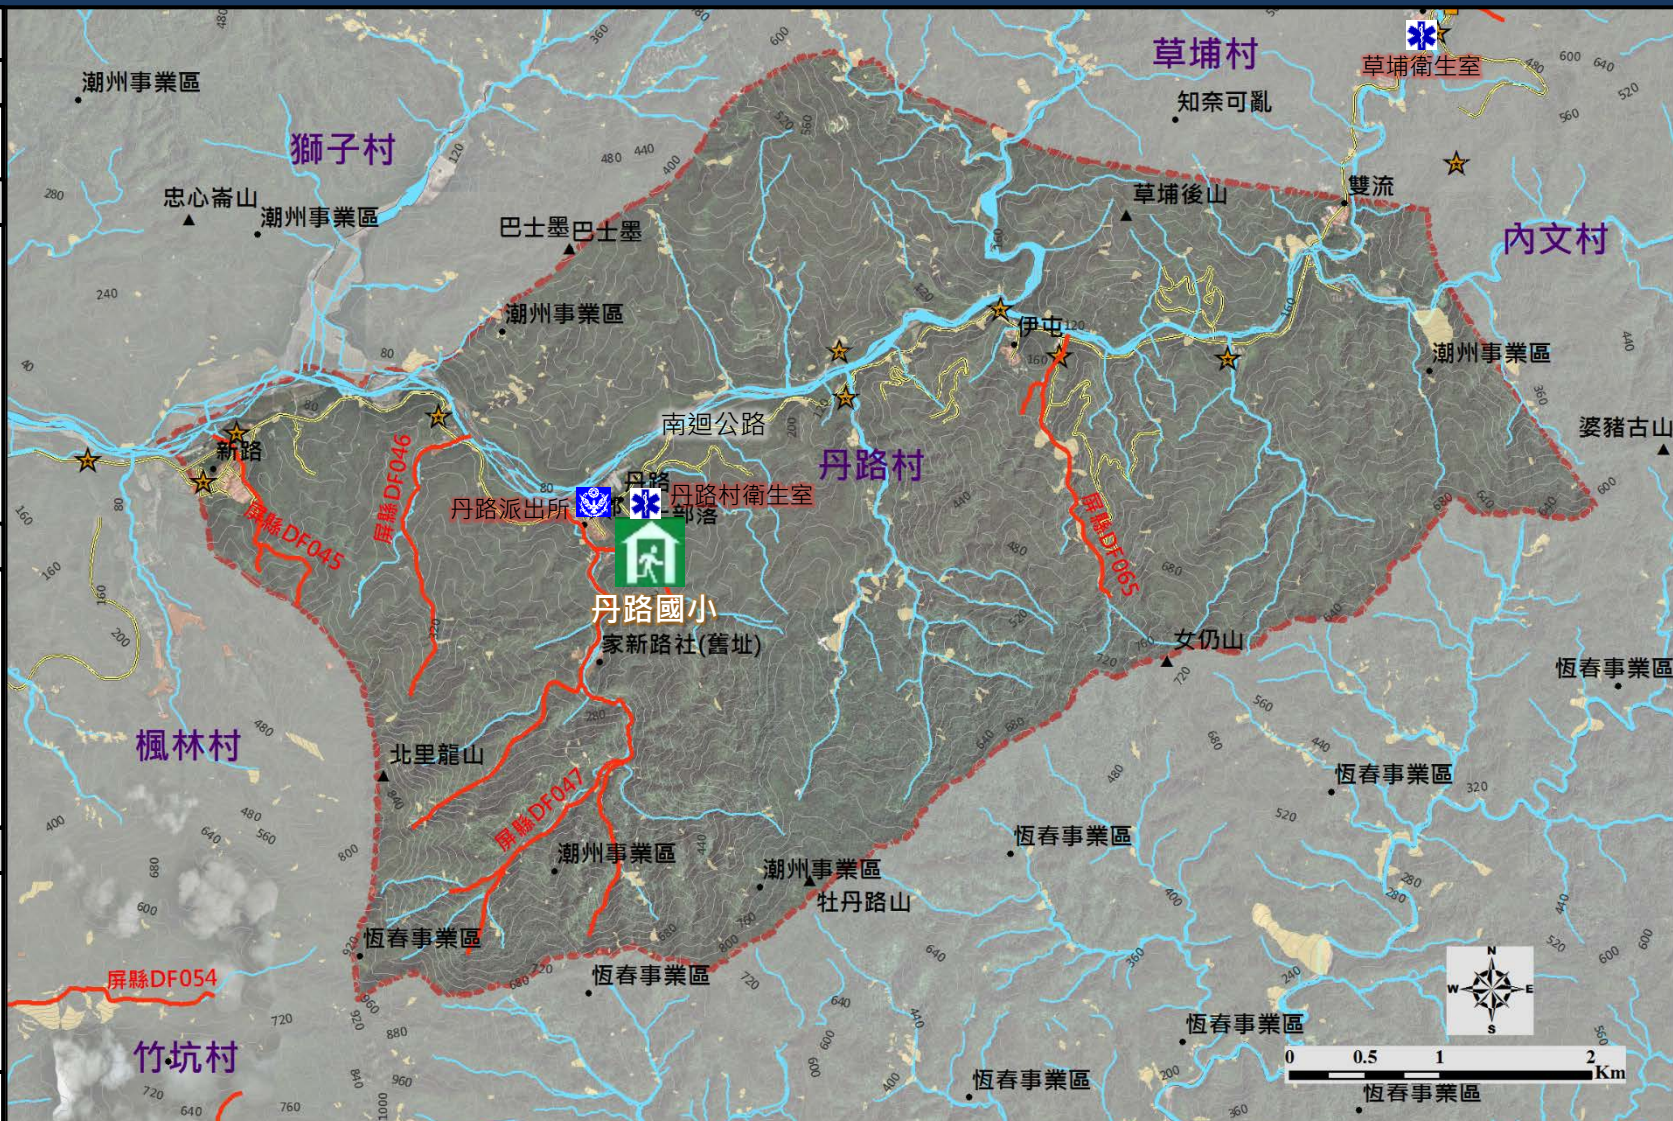 草埔村
草埔衛生室
潮州事業區
知奈可亂
獅子村
忠心崙山
潮州事業區
巴士墨
巴士墨
草埔後山
雙流
內文村
潮州事業區
伊屯
潮州事業區
婆豬古山
南迴公路
新路
丹路村
屏縣DF046
丹路
丹路派出所
丹路村衛生室
部落
屏縣DF045
屏縣DF065
丹路國小
家新路社(舊址)
女仍山
恆春事業區
楓林村
北里龍山
恆春事業區
屏縣DF047
恆春事業區
潮州事業區
潮州事業區
牡丹路山
恆春事業區
恆春事業區
屏縣DF054
恆春事業區
竹坑村
恆春事業區
恆春事業區
N
W
E
S
0 0.5 1 2
Km